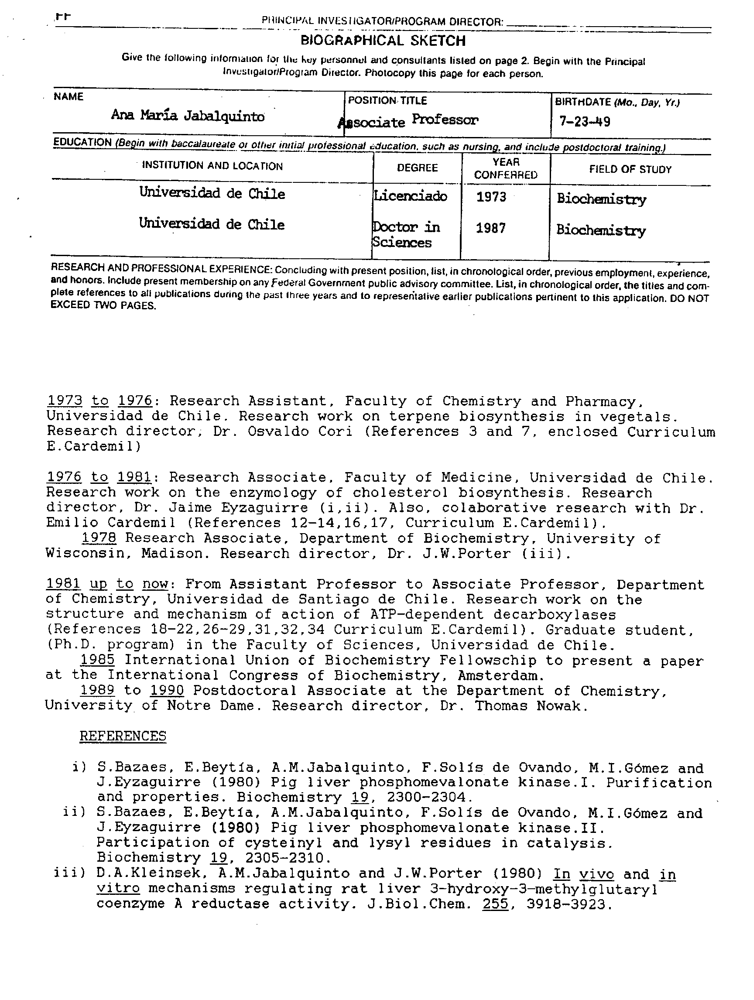 FF
PRINCIPAL INVESTIGATOR/PROGRAM DIRECTOR:
BIOGRAPHICAL SKETCH
Give the following information for the key personnel and consultants listed on page 2. Begin with the Principal
Investigator/Program Director. Photocopy this page for each person.
NAME POSITION TITLE BIRTHDATE (Mo., Day, Yr.)
Ana María Jabalquinto Associate Professor 7-23-49
EDUCATION (Begin with baccalaureate or other initial professional education, such as nursing, and include postdoctoral training.)
INSTITUTION AND LOCATION DEGREE YEAR CONFERRED FIELD OF STUDY
Universidad de Chile Licenciado 1973 Biochemistry
Universidad de Chile Doctor in Sciences 1987 Biochemistry
RESEARCH AND PROFESSIONAL EXPERIENCE: Concluding with present position, list, in chronological order, previous employment, experience,
and honors. Include present membership on any Federal Government public advisory committee. List, in chronological order, the titles and com-
plete references to all publications during the past three years and to representative earlier publications pertinent to this application. DO NOT
EXCEED TWO PAGES.
1973 to 1976: Research Assistant, Faculty of Chemistry and Pharmacy,
Universidad de Chile. Research work on terpene biosynthesis in vegetals.
Research director, Dr. Osvaldo Cori (References 3 and 7, enclosed Curriculum
E.Cardemil)
1976 to 1981: Research Associate, Faculty of Medicine, Universidad de Chile.
Research work on the enzymology of cholesterol biosynthesis. Research
director, Dr. Jaime Eyzaguirre (i,ii). Also, colaborative research with Dr.
Emilio Cardemil (References 12-14,16,17, Curriculum E.Cardemil).
1978 Research Associate, Department of Biochemistry, University of
Wisconsin, Madison. Research director, Dr. J.W.Porter (iii).
1981 up to now: From Assistant Professor to Associate Professor, Department
of Chemistry, Universidad de Santiago de Chile. Research work on the
structure and mechanism of action of ATP-dependent decarboxylases
(References 18-22,26-29,31,32,34 Curriculum E.Cardemil). Graduate student,
(Ph.D. program) in the Faculty of Sciences, Universidad de Chile.
1985 International Union of Biochemistry Fellowschip to present a paper
at the International Congress of Biochemistry, Amsterdam.
1989 to 1990 Postdoctoral Associate at the Department of Chemistry,
University of Notre Dame. Research director, Dr. Thomas Nowak.
REFERENCES
i) S.Bazaes, E.Beytía, A.M.Jabalquinto, F.Solís de Ovando, M.I.Gómez and
J.Eyzaguirre (1980) Pig liver phosphomevalonate kinase.I. Purification
and properties. Biochemistry 19, 2300-2304.
ii) S.Bazaes, E.Beytía, A.M.Jabalquinto, F.Solís de Ovando, M.I.Gómez and
J.Eyzaguirre (1980) Pig liver phosphomevalonate kinase.II.
Participation of cysteinyl and lysyl residues in catalysis.
Biochemistry 19, 2305-2310.
iii) D.A.Kleinsek, A.M.Jabalquinto and J.W.Porter (1980) In vivo and in
vitro mechanisms regulating rat liver 3-hydroxy-3-methylglutaryl
coenzyme A reductase activity. J.Biol.Chem. 255, 3918-3923.